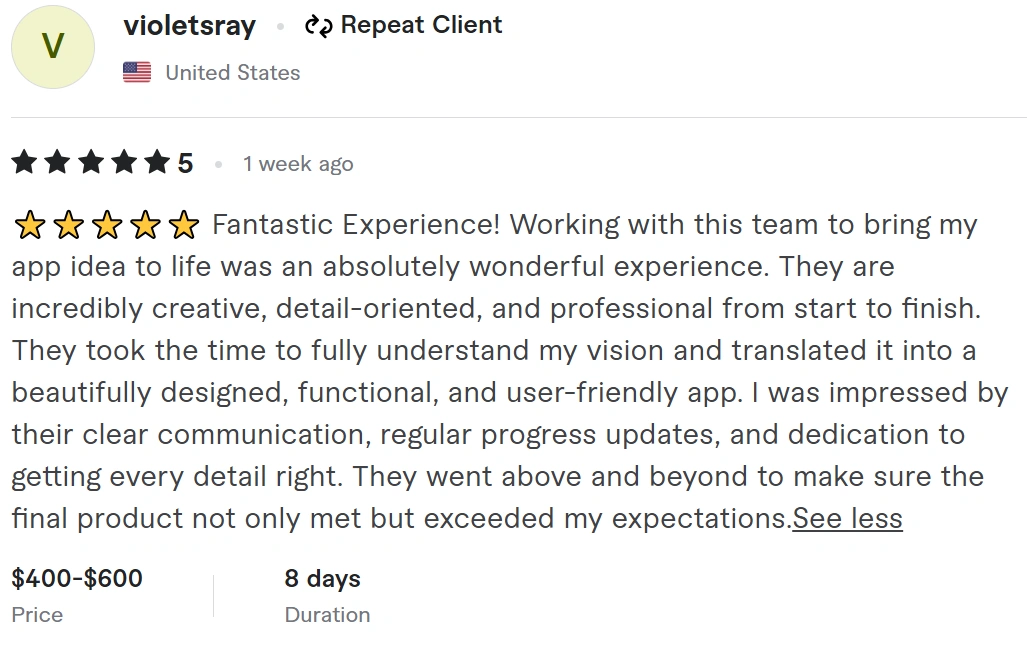 V
violetsray • Repeat Client
United States
5 • 1 week ago
⭐⭐⭐⭐⭐ Fantastic Experience! Working with this team to bring my
app idea to life was an absolutely wonderful experience. They are
incredibly creative, detail-oriented, and professional from start to finish.
They took the time to fully understand my vision and translated it into a
beautifully designed, functional, and user-friendly app. I was impressed by
their clear communication, regular progress updates, and dedication to
getting every detail right. They went above and beyond to make sure the
final product not only met but exceeded my expectations.See less
$400-$600 8 days
Price Duration